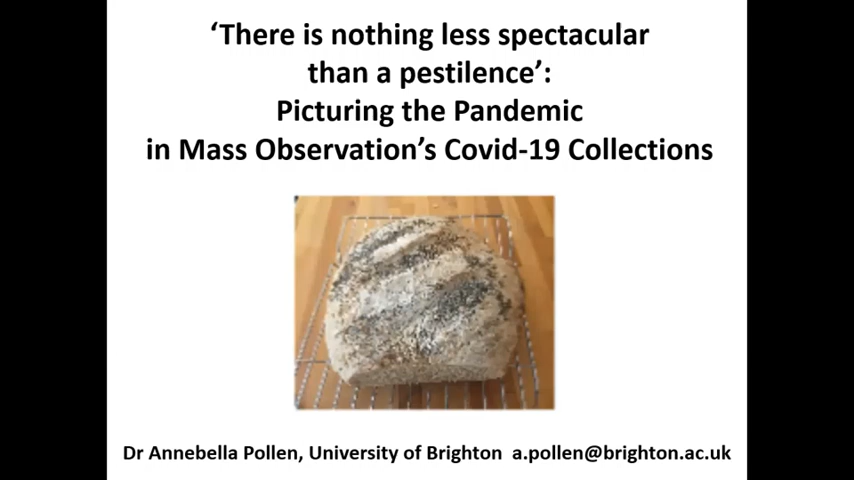 ‘There is nothing less spectacular
than a pestilence’:
Picturing the Pandemic
in Mass Observation’s Covid-19 Collections
Dr Annebella Pollen, University of Brighton a.pollen@brighton.ac.uk